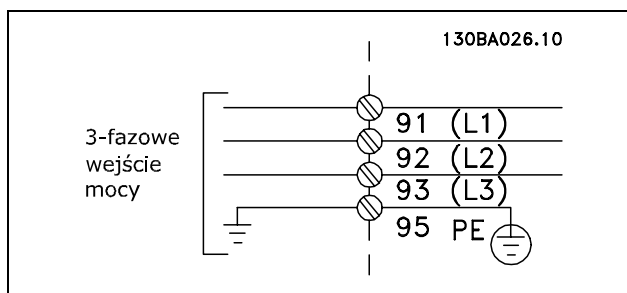 130BA026.10
3-fazowe
wejście
mocy
91 (L1)
92 (L2)
93 (L3)
95 PE